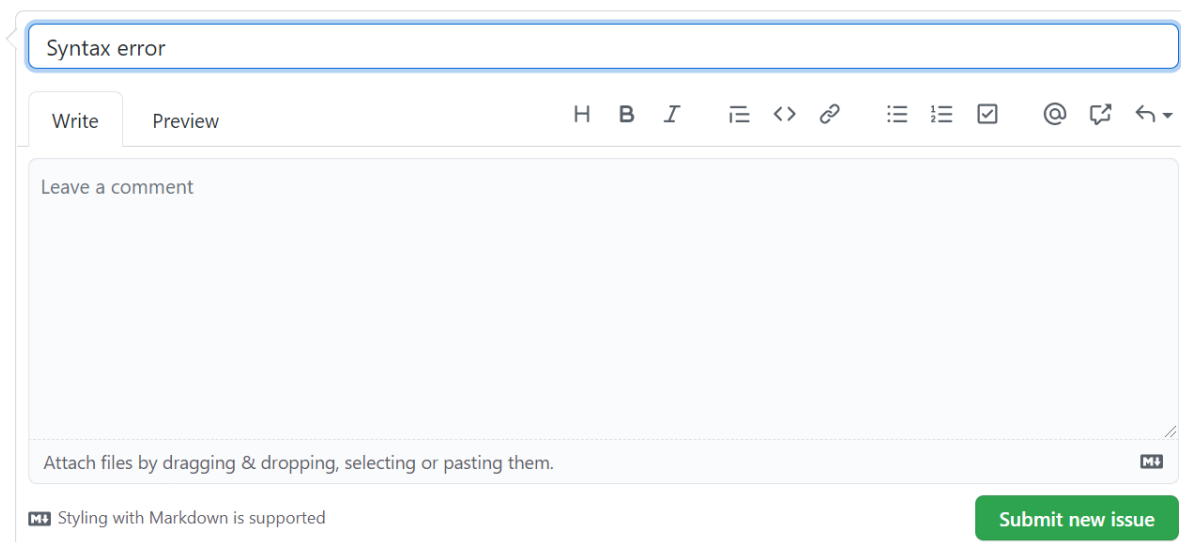 Syntax error
Write Preview H B I @
Leave a comment
Attach files by dragging & dropping, selecting or pasting them.
Styling with Markdown is supported
Submit new issue